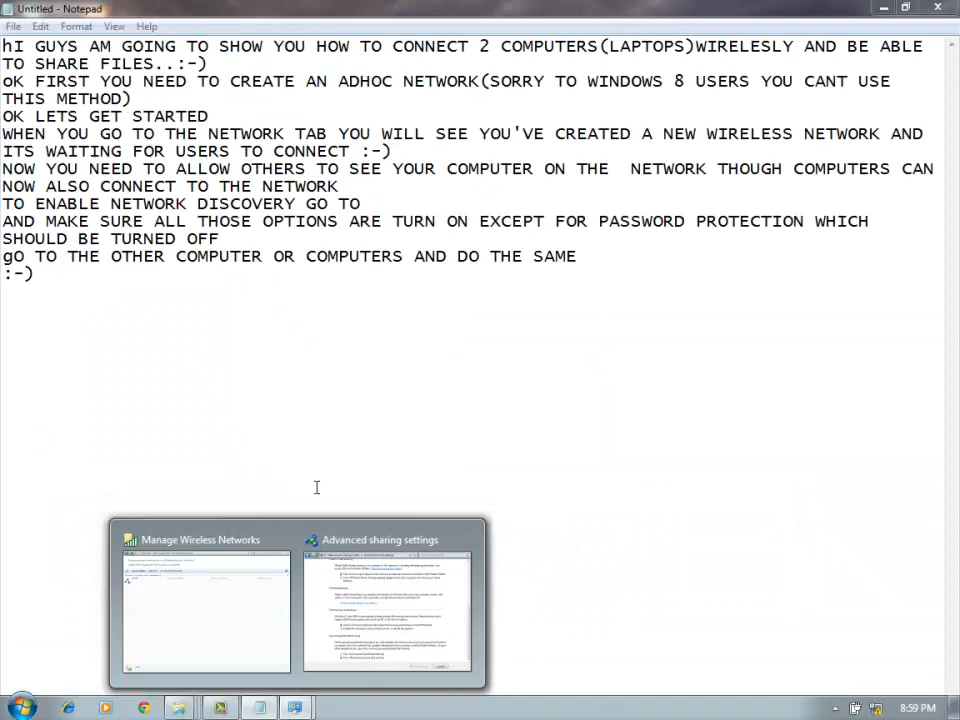 Untitled - Notepad
File Edit Format View Help
hI GUYS AM GOING TO SHOW YOU HOW TO CONNECT 2 COMPUTERS(LAPTOPS)WIRELESLY AND BE ABLE
TO SHARE FILES..:-)
oK FIRST YOU NEED TO CREATE AN ADHOC NETWORK(SORRY TO WINDOWS 8 USERS YOU CANT USE
THIS METHOD)
OK LETS GET STARTED
WHEN YOU GO TO THE NETWORK TAB YOU WILL SEE YOU'VE CREATED A NEW WIRELESS NETWORK AND
ITS WAITING FOR USERS TO CONNECT :-)
NOW YOU NEED TO ALLOW OTHERS TO SEE YOUR COMPUTER ON THE  NETWORK THOUGH COMPUTERS CAN
NOW ALSO CONNECT TO THE NETWORK
TO ENABLE NETWORK DISCOVERY GO TO
AND MAKE SURE ALL THOSE OPTIONS ARE TURN ON EXCEPT FOR PASSWORD PROTECTION WHICH
SHOULD BE TURNED OFF
gO TO THE OTHER COMPUTER OR COMPUTERS AND DO THE SAME
:-)
Manage Wireless Networks
Advanced sharing settings
8:59 PM